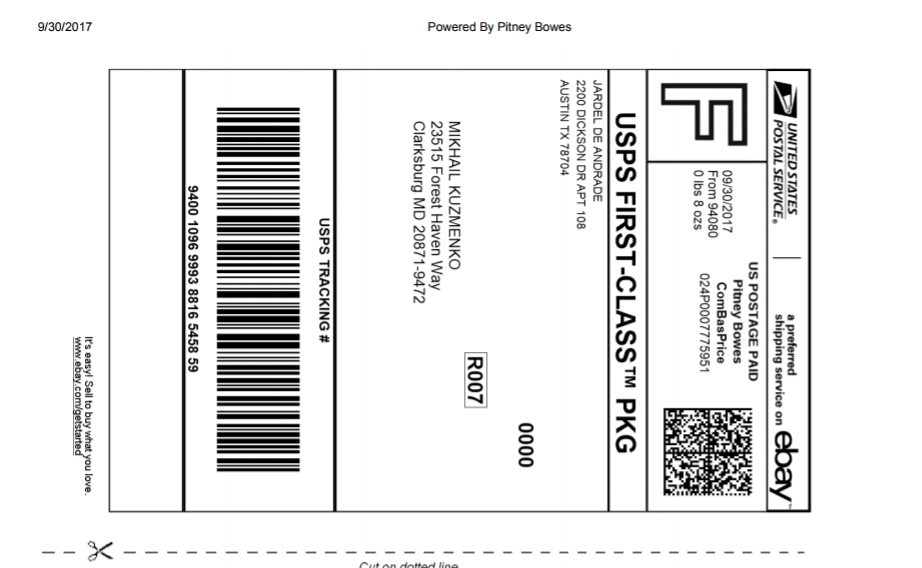 9/30/2017
Powered By Pitney Bowes
UNITED STATES
POSTAL SERVICE®
a preferred
shipping service on
ebay™
F
09/30/2017
From 94080
0 lbs 8 ozs
US POSTAGE PAID
Pitney Bowes
ComBasPrice
024P0007775951
USPS FIRST-CLASS™ PKG
JARDEL DE ANDRADE
2200 DICKSON DR APT 108
AUSTIN TX 78704
0000
R007
MIKHAIL KUZMENKO
23515 Forest Haven Way
Clarksburg MD 20871-9472
USPS TRACKING #
9400 1096 9993 8816 5458 59
It's easy! Sell to buy what you love.
www.ebay.com/getstarted
Cut on dotted line